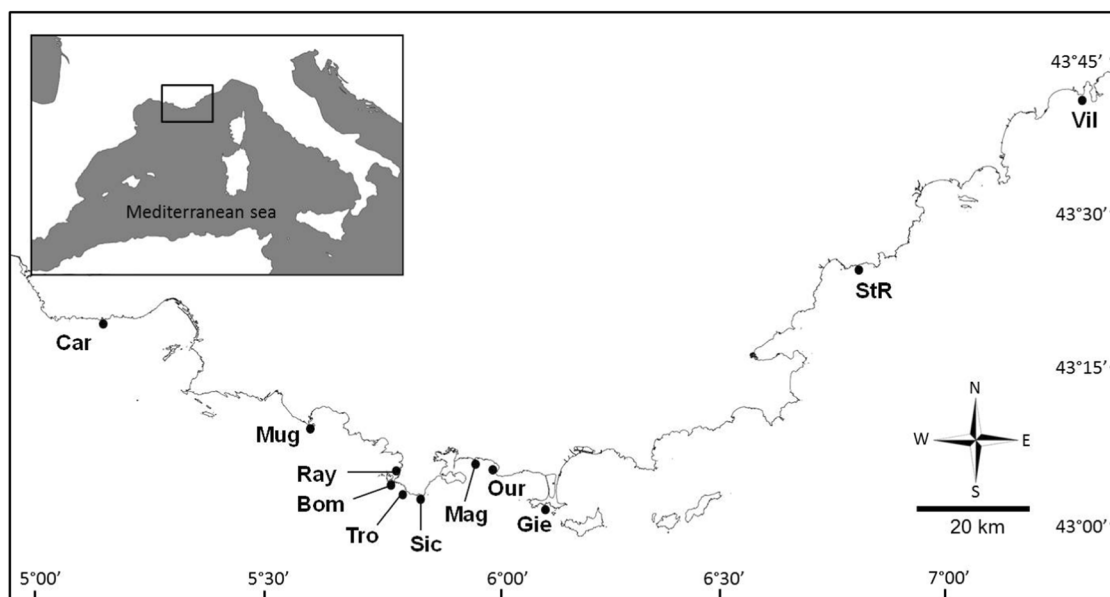 Mediterranean sea
43°45’
Vil
43°30’
StR
Car
43°15’
Mug
N
W
E
S
Ray
Bom
Tro
Sic
Mag
Our
Gie
20 km
43°00’
5°00’
5°30’
6°00’
6°30’
7°00’